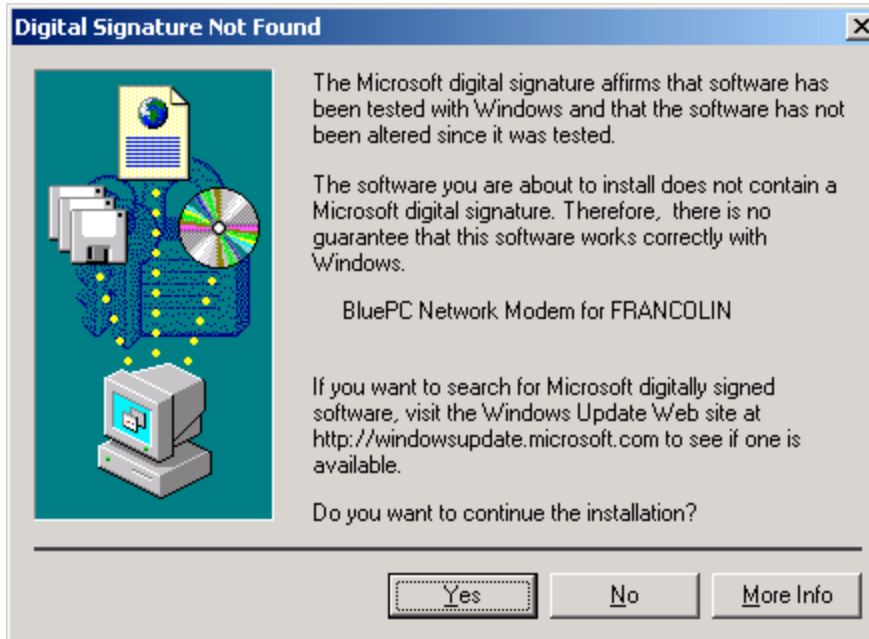 Digital Signature Not Found
The Microsoft digital signature affirms that software has
been tested with Windows and that the software has not
been altered since it was tested.
The software you are about to install does not contain a
Microsoft digital signature. Therefore,  there is no
guarantee that this software works correctly with
Windows.
BluePC Network Modem for FRANCOLIN
If you want to search for Microsoft digitally signed
software, visit the Windows Update Web site at
http://windowsupdate.microsoft.com to see if one is
available.
Do you want to continue the installation?
Yes
No
More Info